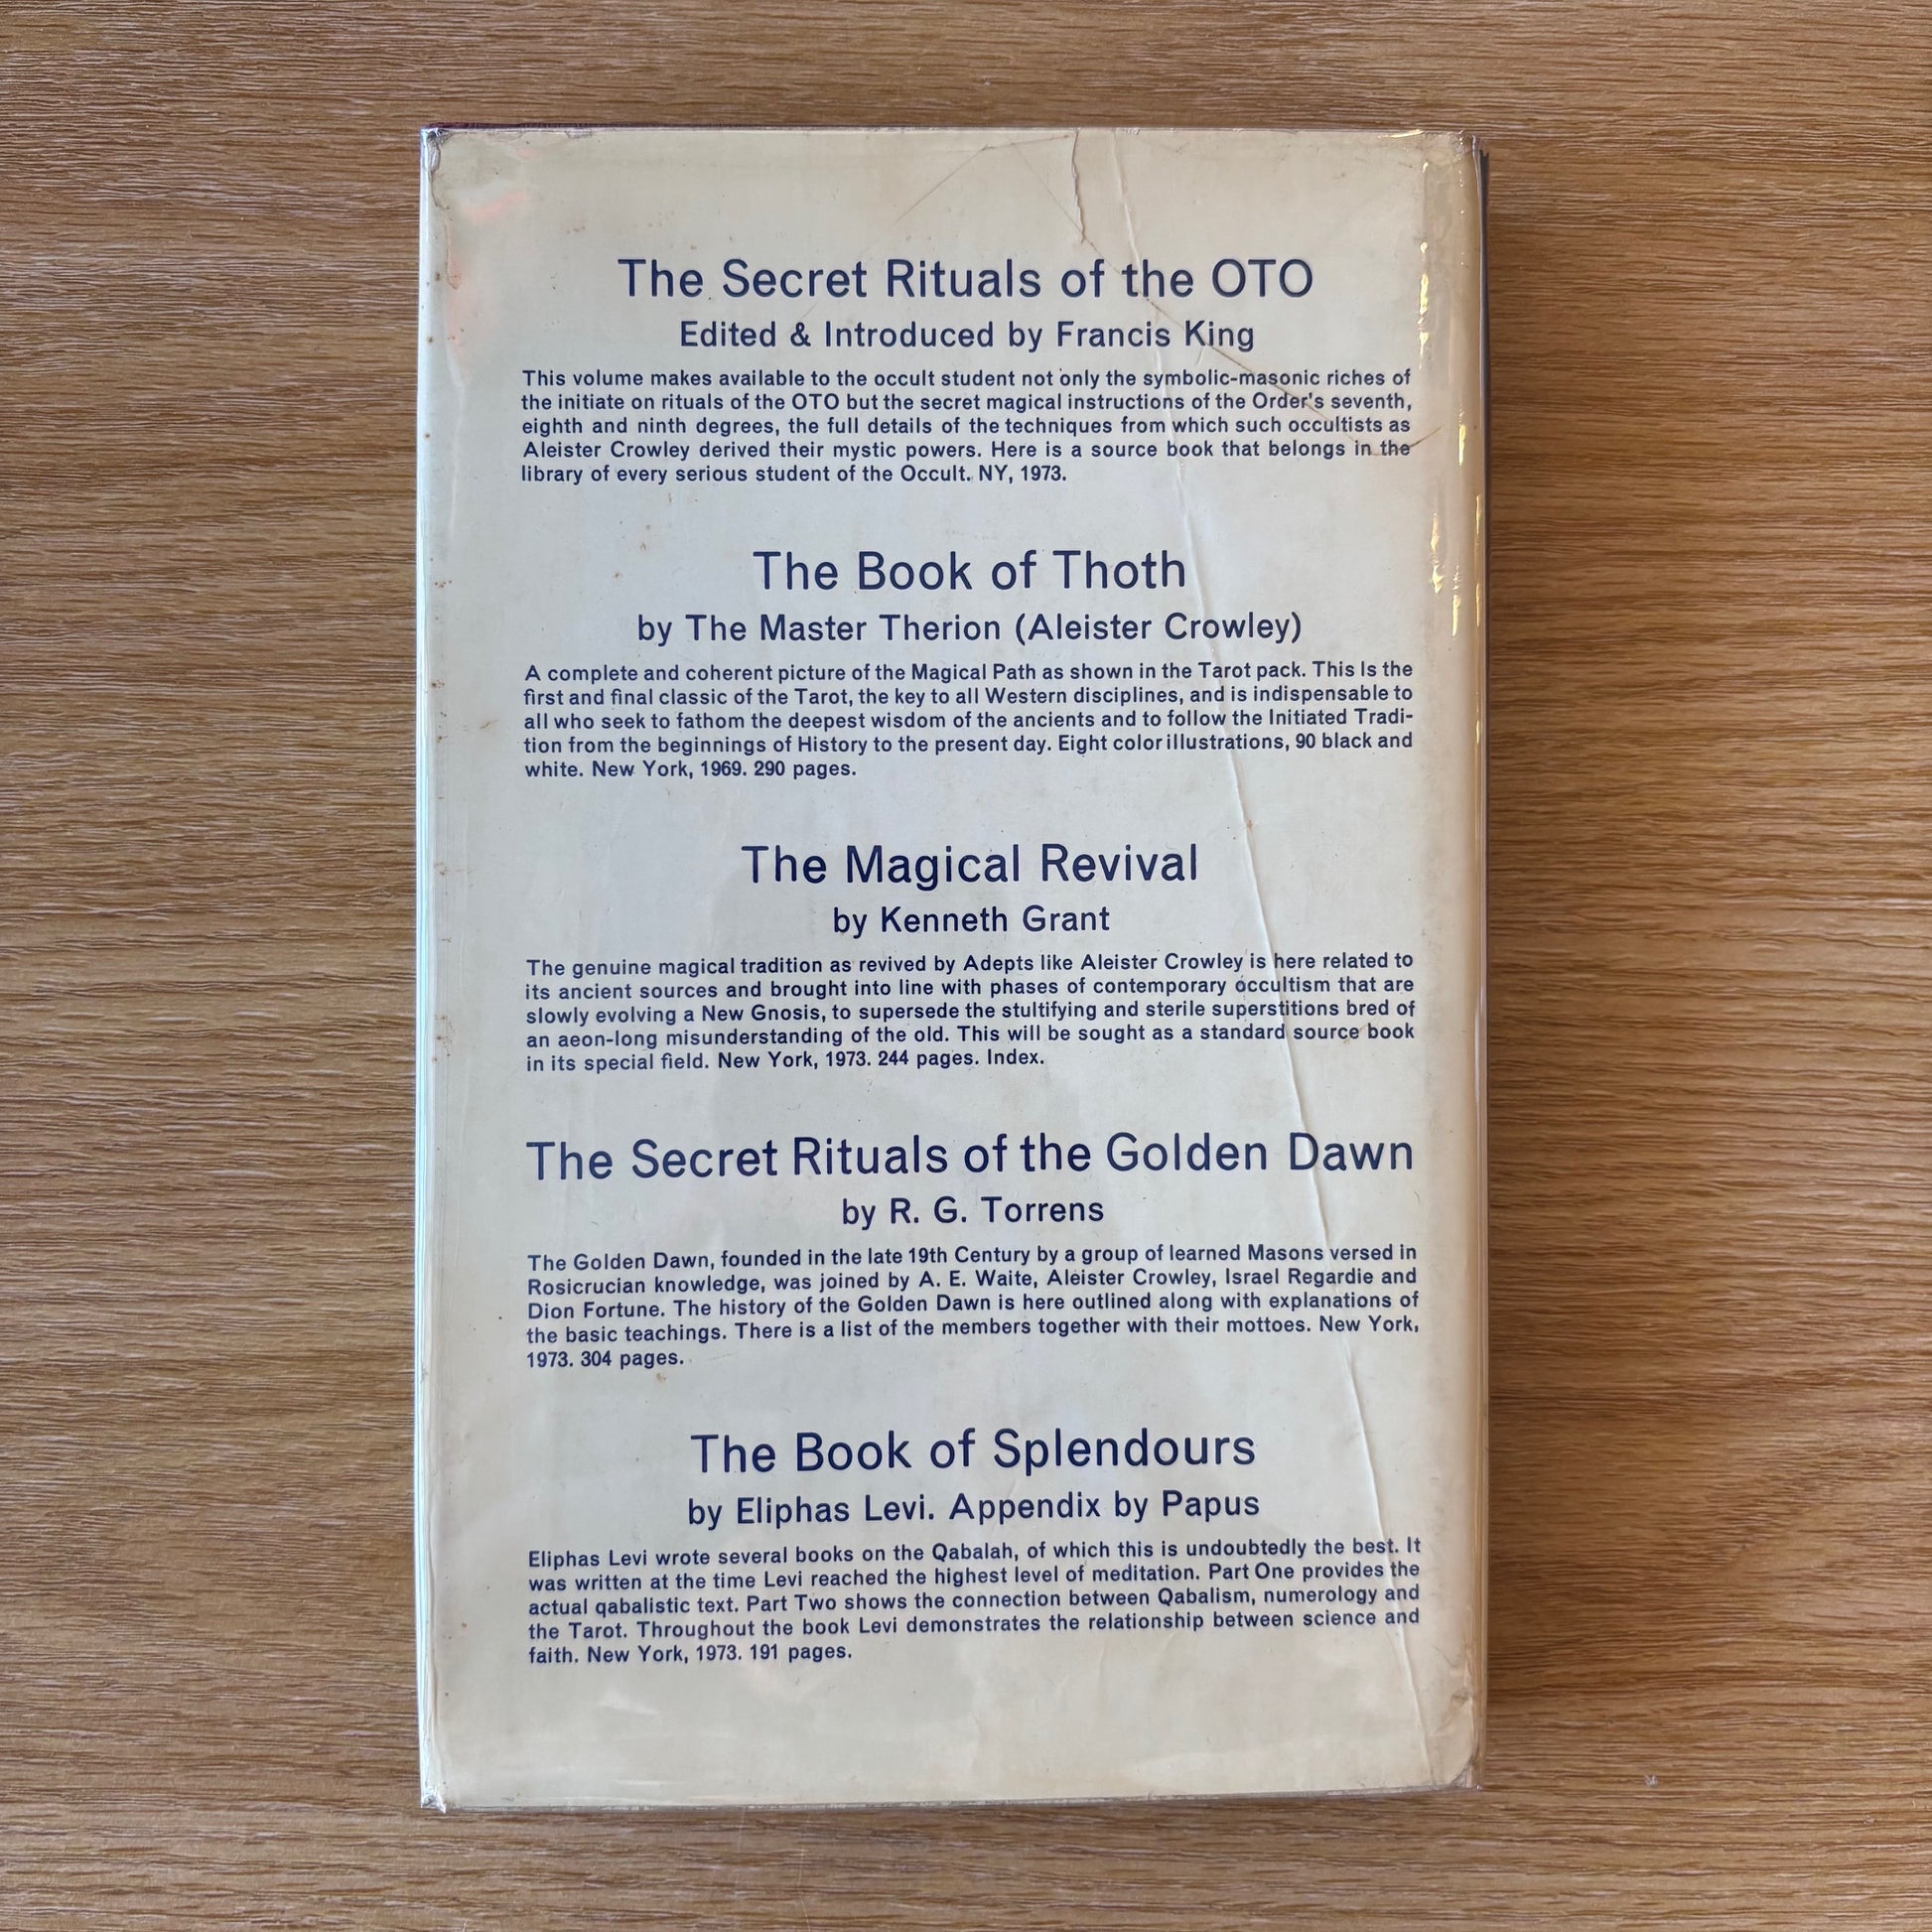 The Secret Rituals of the OTO
Edited & Introduced by Francis King
This volume makes available to the occult student not only the symbolic-masonic riches of
the initiate on rituals of the OTO but the secret magical instructions of the Order's seventh,
eighth and ninth degrees, the full details of the techniques from which such occultists as
Aleister Crowley derived their mystic powers. Here is a source book that belongs in the
library of every serious student of the Occult. NY, 1973.
The Book of Thoth
by The Master Therion (Aleister Crowley)
A complete and coherent picture of the Magical Path as shown in the Tarot pack. This Is the
first and final classic of the Tarot, the key to all Western disciplines, and is indispensable to
all who seek to fathom the deepest wisdom of the ancients and to follow the Initiated Tradi-
tion from the beginnings of History to the present day. Eight color illustrations, 90 black and
white. New York, 1969. 290 pages.
The Magical Revival
by Kenneth Grant
The genuine magical tradition as revived by Adepts like Aleister Crowley is here related to
its ancient sources and brought into line with phases of contemporary occultism that are
slowly evolving a New Gnosis, to supersede the stultifying and sterile superstitions bred of
an aeon-long misunderstanding of the old. This will be sought as a standard source book
in its special field. New York, 1973. 244 pages. Index.
The Secret Rituals of the Golden Dawn
by R. G. Torrens
The Golden Dawn, founded in the late 19th Century by a group of learned Masons versed in
Rosicrucian knowledge, was joined by A. E. Waite, Aleister Crowley, Israel Regardie and
Dion Fortune. The history of the Golden Dawn is here outlined along with explanations of
the basic teachings. There is a list of the members together with their mottoes. New York,
1973. 304 pages.
The Book of Splendours
by Eliphas Levi. Appendix by Papus
Eliphas Levi wrote several books on the Qabalah, of which this is undoubtedly the best. It
was written at the time Levi reached the highest level of meditation. Part One provides the
actual qabalistic text. Part Two shows the connection between Qabalism, numerology and
the Tarot. Throughout the book Levi demonstrates the relationship between science and
faith. New York, 1973. 191 pages.